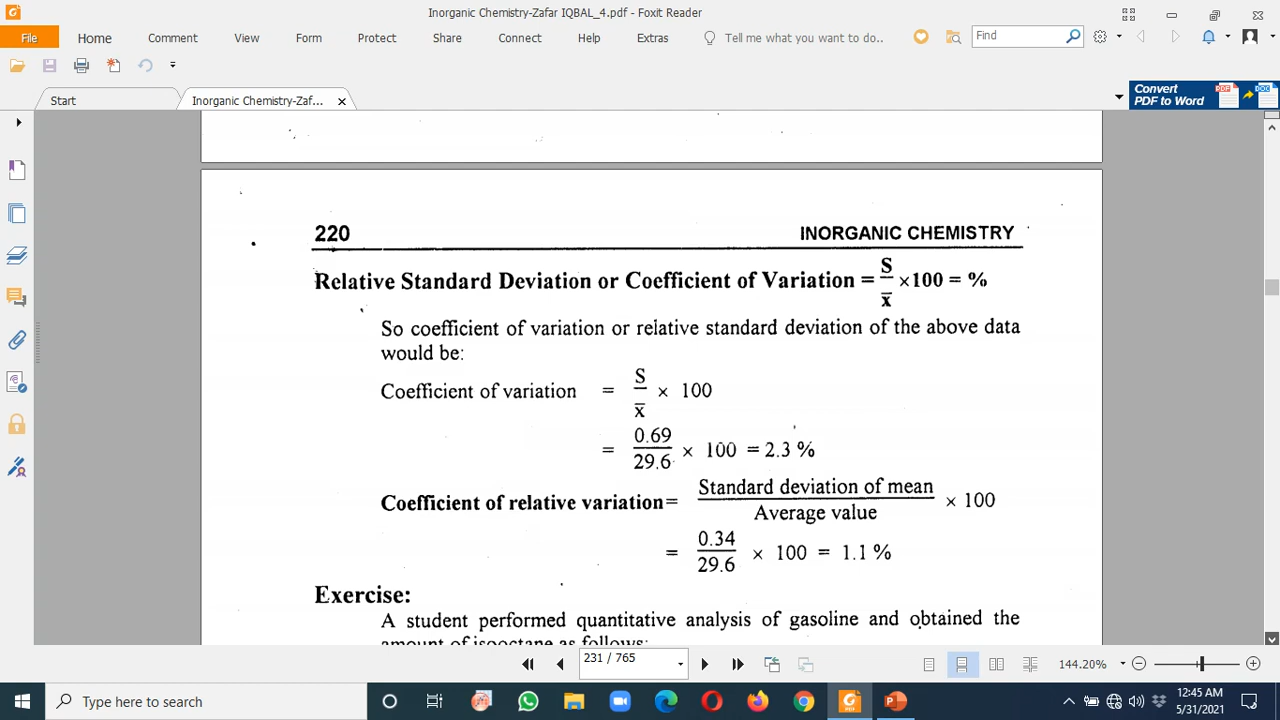 Inorganic Chemistry-Zafar IQBAL_4.pdf - Foxit Reader
File Home Comment View Form Protect Share Connect Help Extras Tell me what you want to do.. Find
Start Inorganic Chemistry-Zaf... Convert PDF to Word
220 INORGANIC CHEMISTRY
Relative Standard Deviation or Coefficient of Variation = S/x̄ ×100 = %
So coefficient of variation or relative standard deviation of the above data
would be:
Coefficient of variation = S/x̄ × 100
= 0.69/29.6 × 100 = 2.3 %
Coefficient of relative variation = Standard deviation of mean/Average value × 100
= 0.34/29.6 × 100 = 1.1 %
Exercise:
A student performed quantitative analysis of gasoline and obtained the
amount of isooctane as follows:
231 / 765 144.20%
Type here to search 12:45 AM
5/31/2021